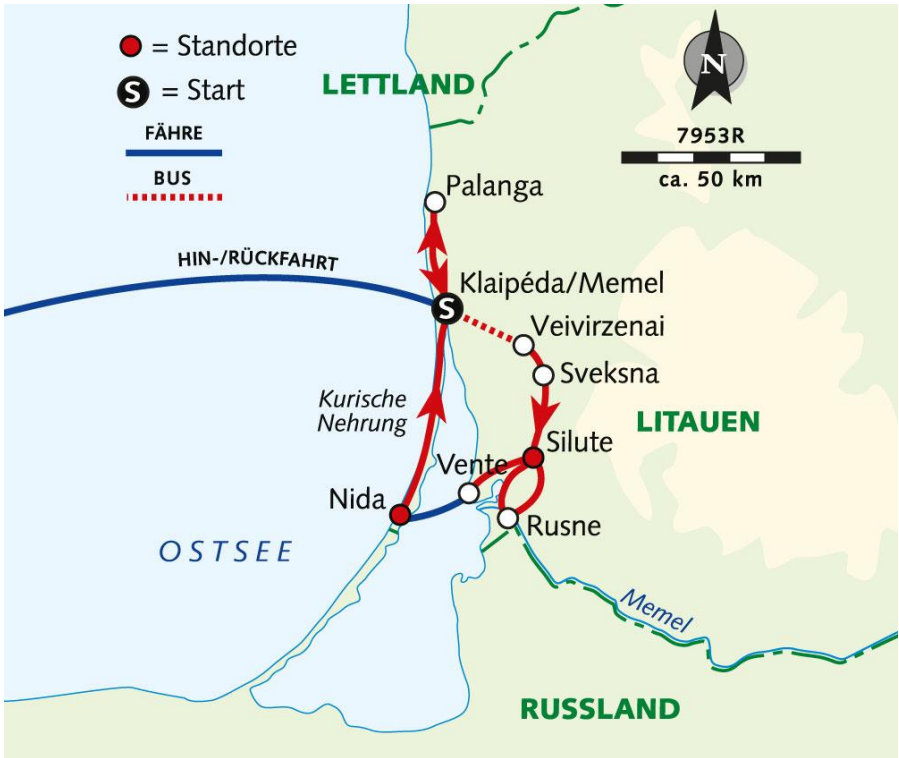 = Standorte
S = Start
FÄHRE
BUS
LETTLAND
N
7953R
ca. 50 km
Palanga
HIN-/RÜCKFAHRT
Klaipéda/Memel
S
Veivirzenai
Sveksna
Kurische
Nehrung
LITAUEN
Silute
Vente
Nida
Rusne
OSTSEE
Memel
RUSSLAND